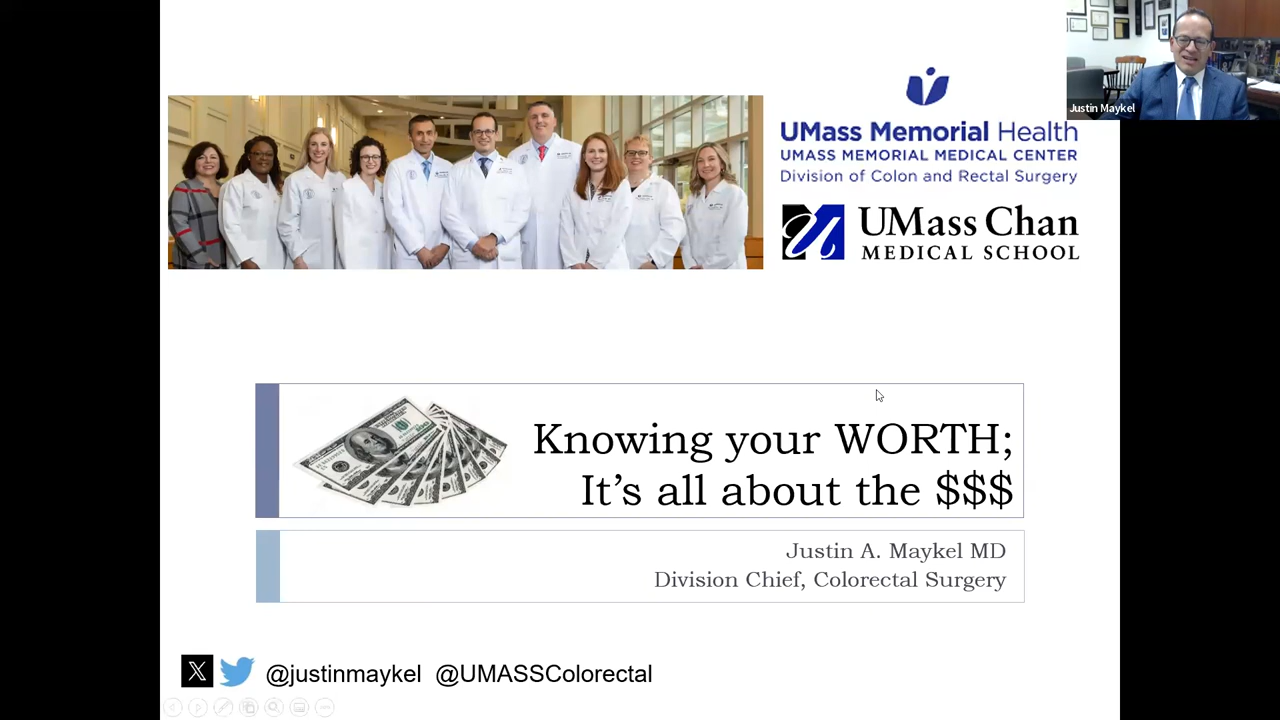 Justin Maykel
UMass Memorial Health
UMASS MEMORIAL MEDICAL CENTER
Division of Colon and Rectal Surgery
UMass Chan
MEDICAL SCHOOL
Knowing your WORTH;
It's all about the $$$
Justin A. Maykel MD
Division Chief, Colorectal Surgery
@justinmaykel @UMASSColorectal